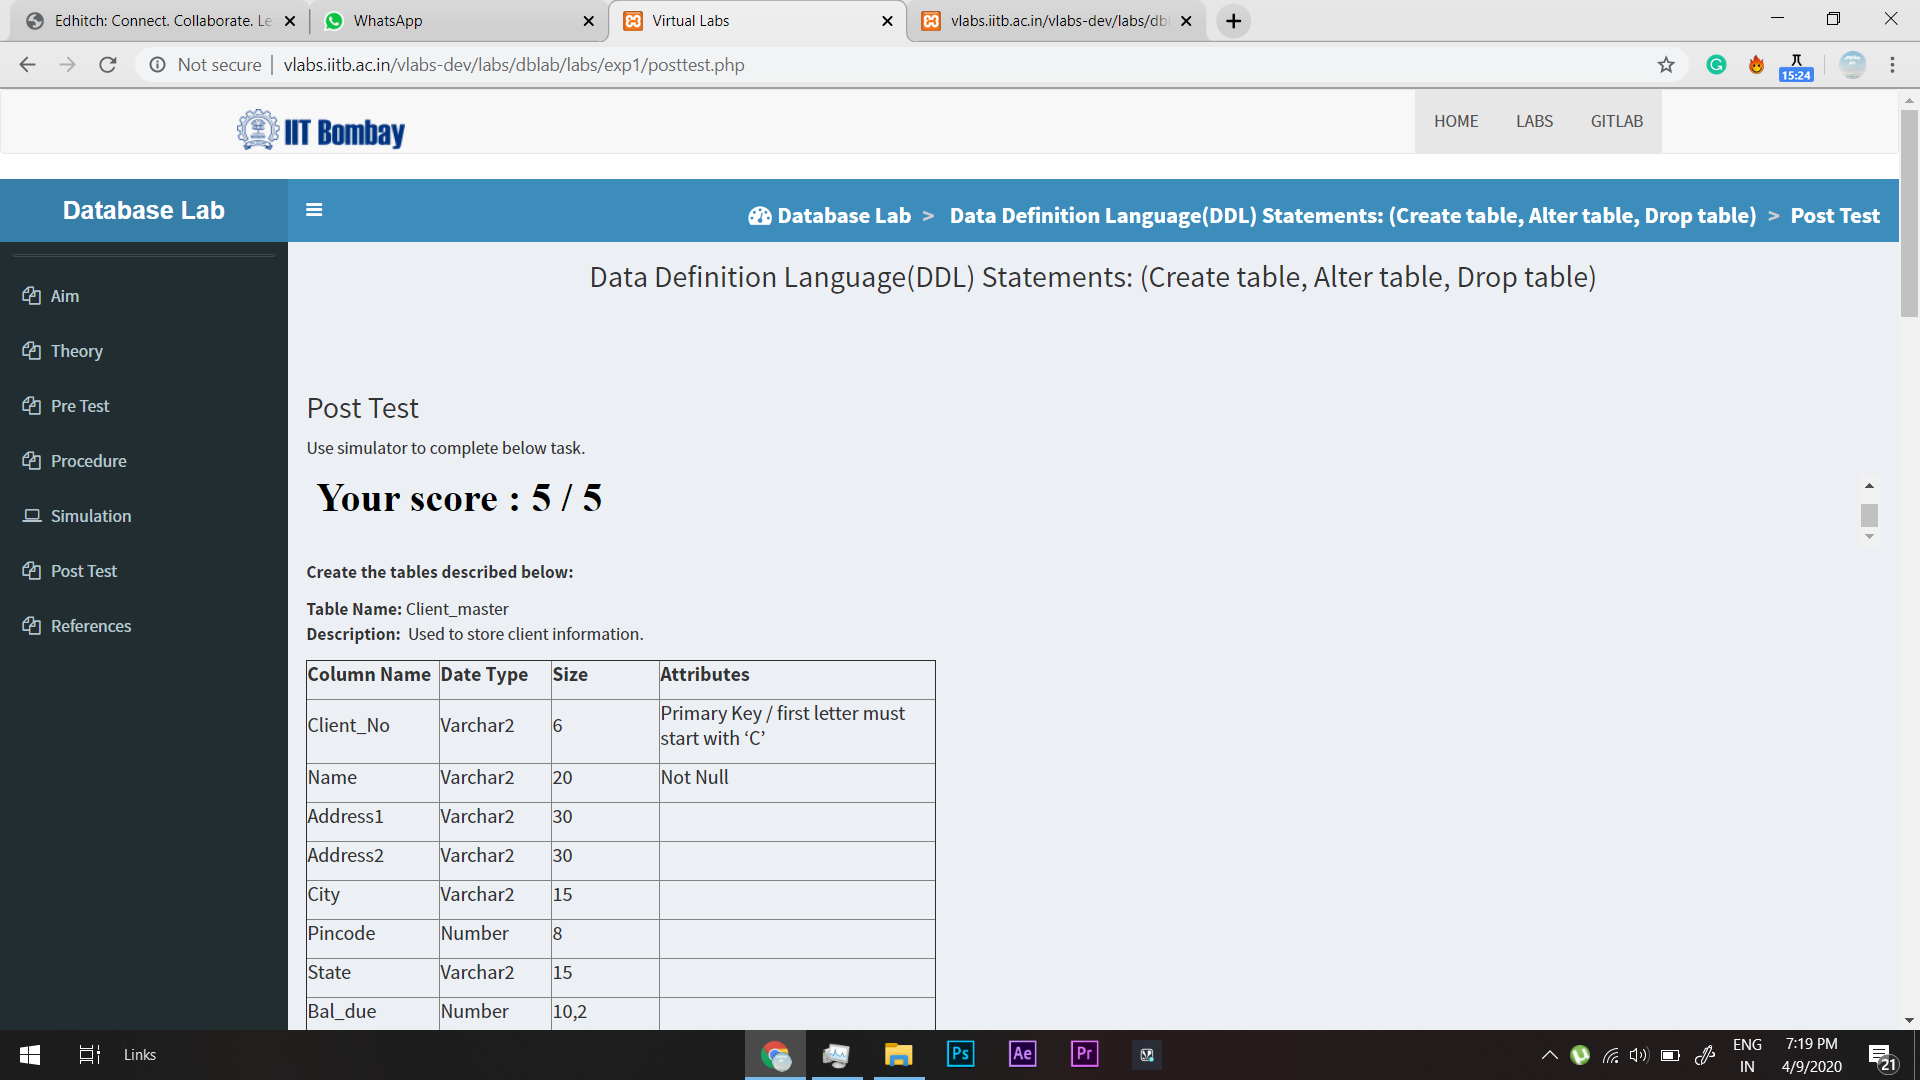 Edhitch: Connect. Collaborate. Le
WhatsApp
Virtual Labs
vlabs.iitb.ac.in/vlabs-dev/labs/db
Not secure
vlabs.iitb.ac.in/vlabs-dev/labs/dblab/labs/exp1/posttest.php
15:24
IIT Bombay
HOME
LABS
GITLAB
Database Lab
Database Lab > Data Definition Language(DDL) Statements: (Create table, Alter table, Drop table) > Post Test
Aim
Theory
Pre Test
Procedure
Simulation
Post Test
References
Data Definition Language(DDL) Statements: (Create table, Alter table, Drop table)
Post Test
Use simulator to complete below task.
Your score : 5 / 5
Create the tables described below:
Table Name: Client_master
Description: Used to store client information.
Column Name Date Type Size Attributes
Client_No Varchar2 6 Primary Key / first letter must
start with ‘C’
Name Varchar2 20 Not Null
Address1 Varchar2 30
Address2 Varchar2 30
City Varchar2 15
Pincode Number 8
State Varchar2 15
Bal_due Number 10,2
Links
Ps
Ae
Pr
ENG
IN
7:19 PM
4/9/2020
21